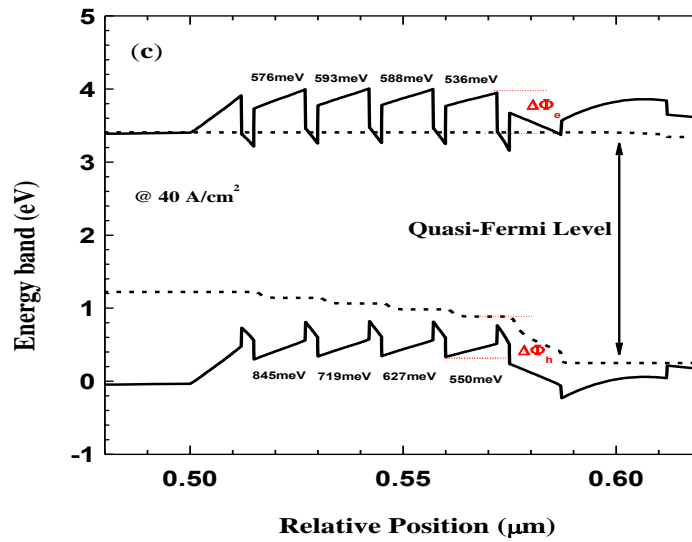 (c)
576meV 593meV 588meV 536meV
ΔΦe
@ 40 A/cm²
Quasi-Fermi Level
ΔΦh
845meV 719meV 627meV 550meV
Energy band (eV)
5
4
3
2
1
0
-1
0.50 0.55 0.60
Relative Position (μm)